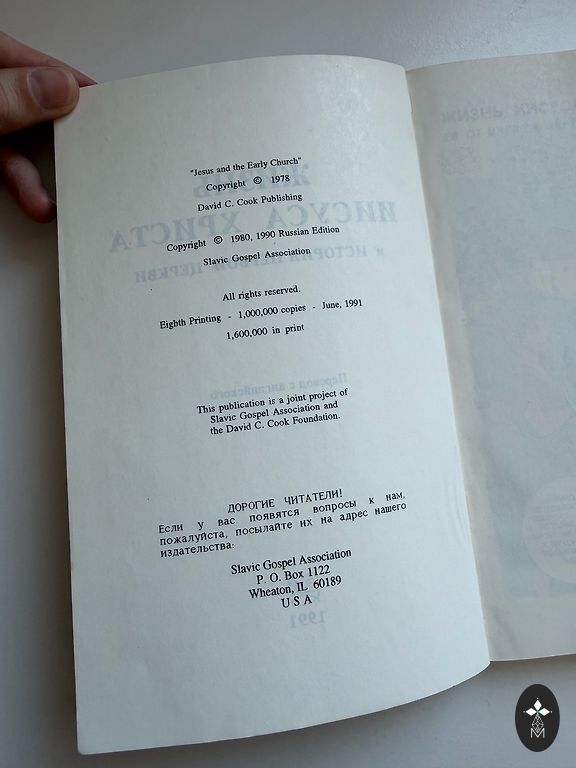 "Jesus and the Early Church"
Copyright © 1978
David C. Cook Publishing
Copyright © 1980, 1990 Russian Edition
Slavic Gospel Association
All rights reserved.
Eighth Printing - 1,000,000 copies - June, 1991
1,600,000 in print
This publication is a joint project of
Slavic Gospel Association and
the David C. Cook Foundation.
ДОРОГИЕ ЧИТАТЕЛИ!
Если у вас появятся вопросы к нам,
пожалуйста, посылайте их на адрес нашего
издательства:
Slavic Gospel Association
P. O. Box 1122
Wheaton, IL 60189
U S A